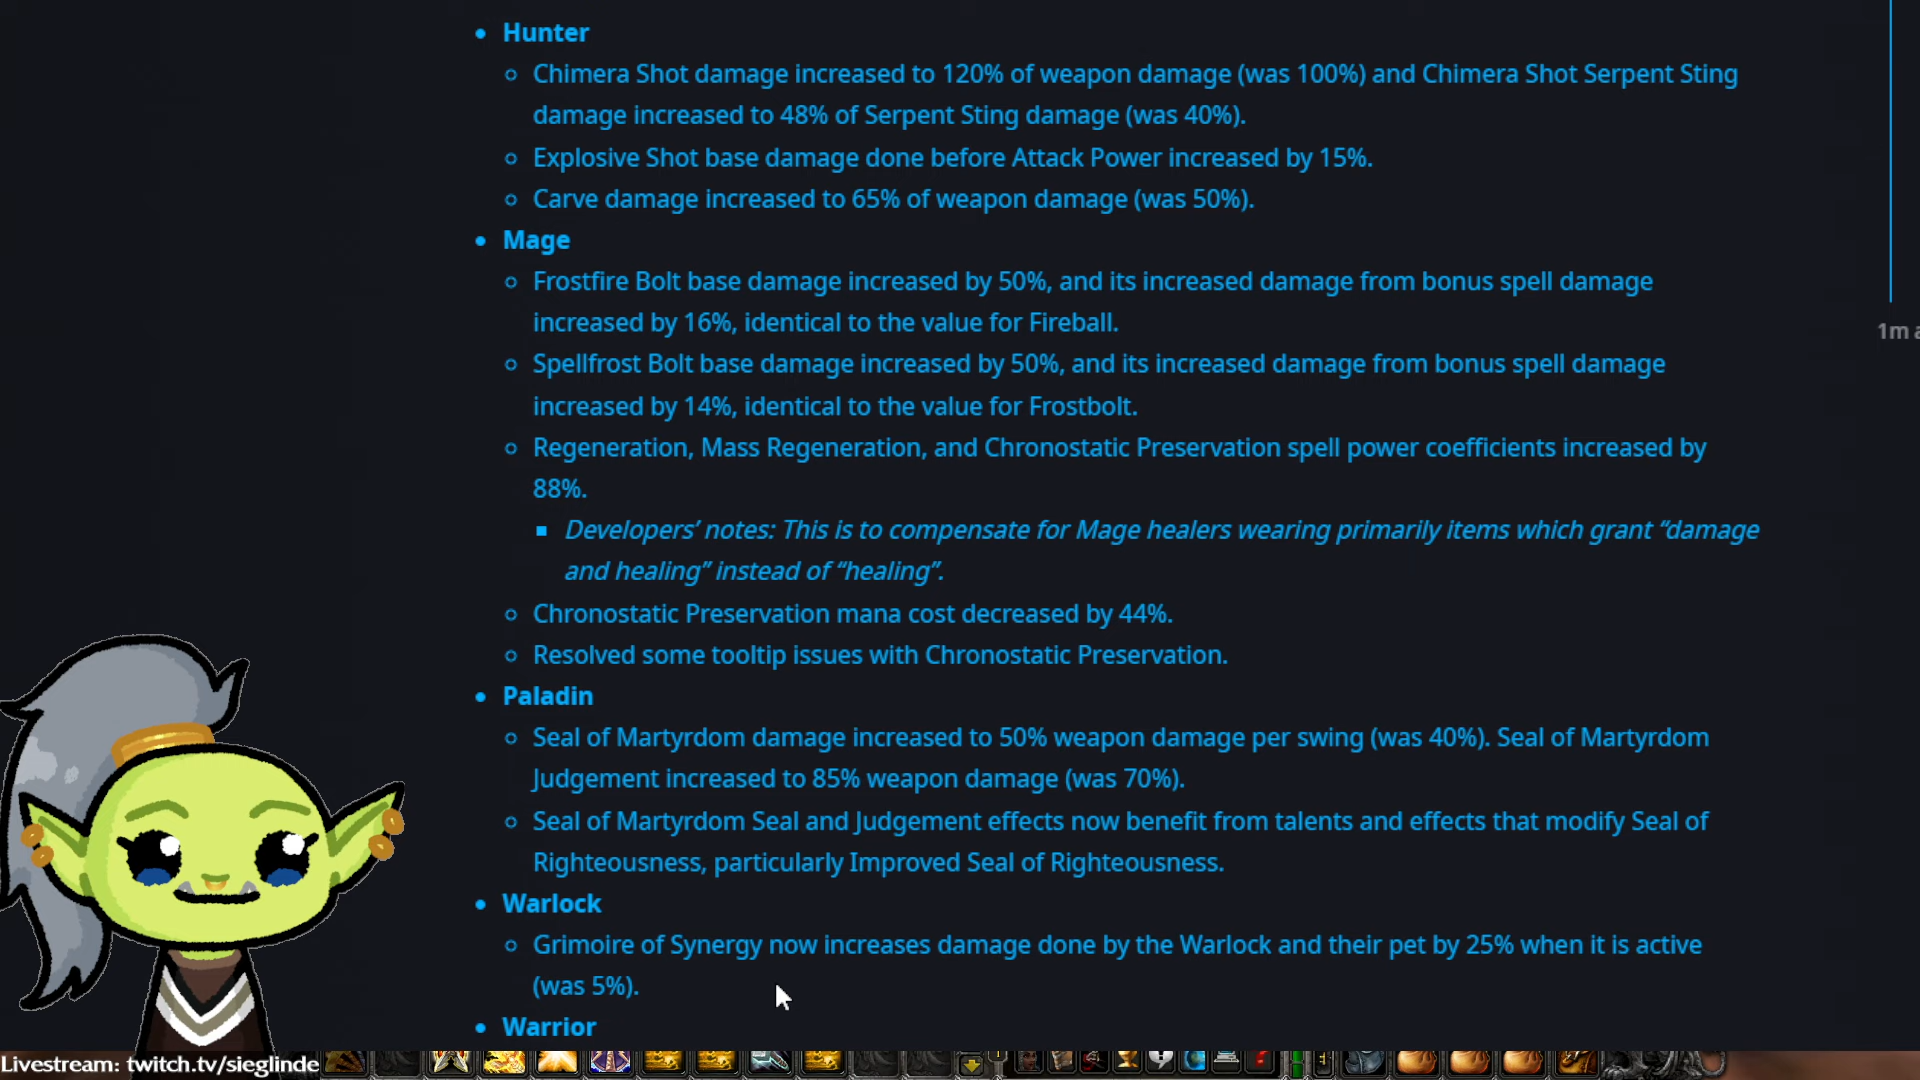 Hunter
Chimera Shot damage increased to 120% of weapon damage (was 100%) and Chimera Shot Serpent Sting
damage increased to 48% of Serpent Sting damage (was 40%).
Explosive Shot base damage done before Attack Power increased by 15%.
Carve damage increased to 65% of weapon damage (was 50%).
Mage
Frostfire Bolt base damage increased by 50%, and its increased damage from bonus spell damage
increased by 16%, identical to the value for Fireball.
1m a
Spellfrost Bolt base damage increased by 50%, and its increased damage from bonus spell damage
increased by 14%, identical to the value for Frostbolt.
Regeneration, Mass Regeneration, and Chronostatic Preservation spell power coefficients increased by
88%.
Developers’ notes: This is to compensate for Mage healers wearing primarily items which grant “damage
and healing” instead of “healing”.
Chronostatic Preservation mana cost decreased by 44%.
Resolved some tooltip issues with Chronostatic Preservation.
Paladin
Seal of Martyrdom damage increased to 50% weapon damage per swing (was 40%). Seal of Martyrdom
Judgement increased to 85% weapon damage (was 70%).
Seal of Martyrdom Seal and Judgement effects now benefit from talents and effects that modify Seal of
Righteousness, particularly Improved Seal of Righteousness.
Warlock
Grimoire of Synergy now increases damage done by the Warlock and their pet by 25% when it is active
(was 5%).
Warrior
Livestream: twitch.tv/sieglinde